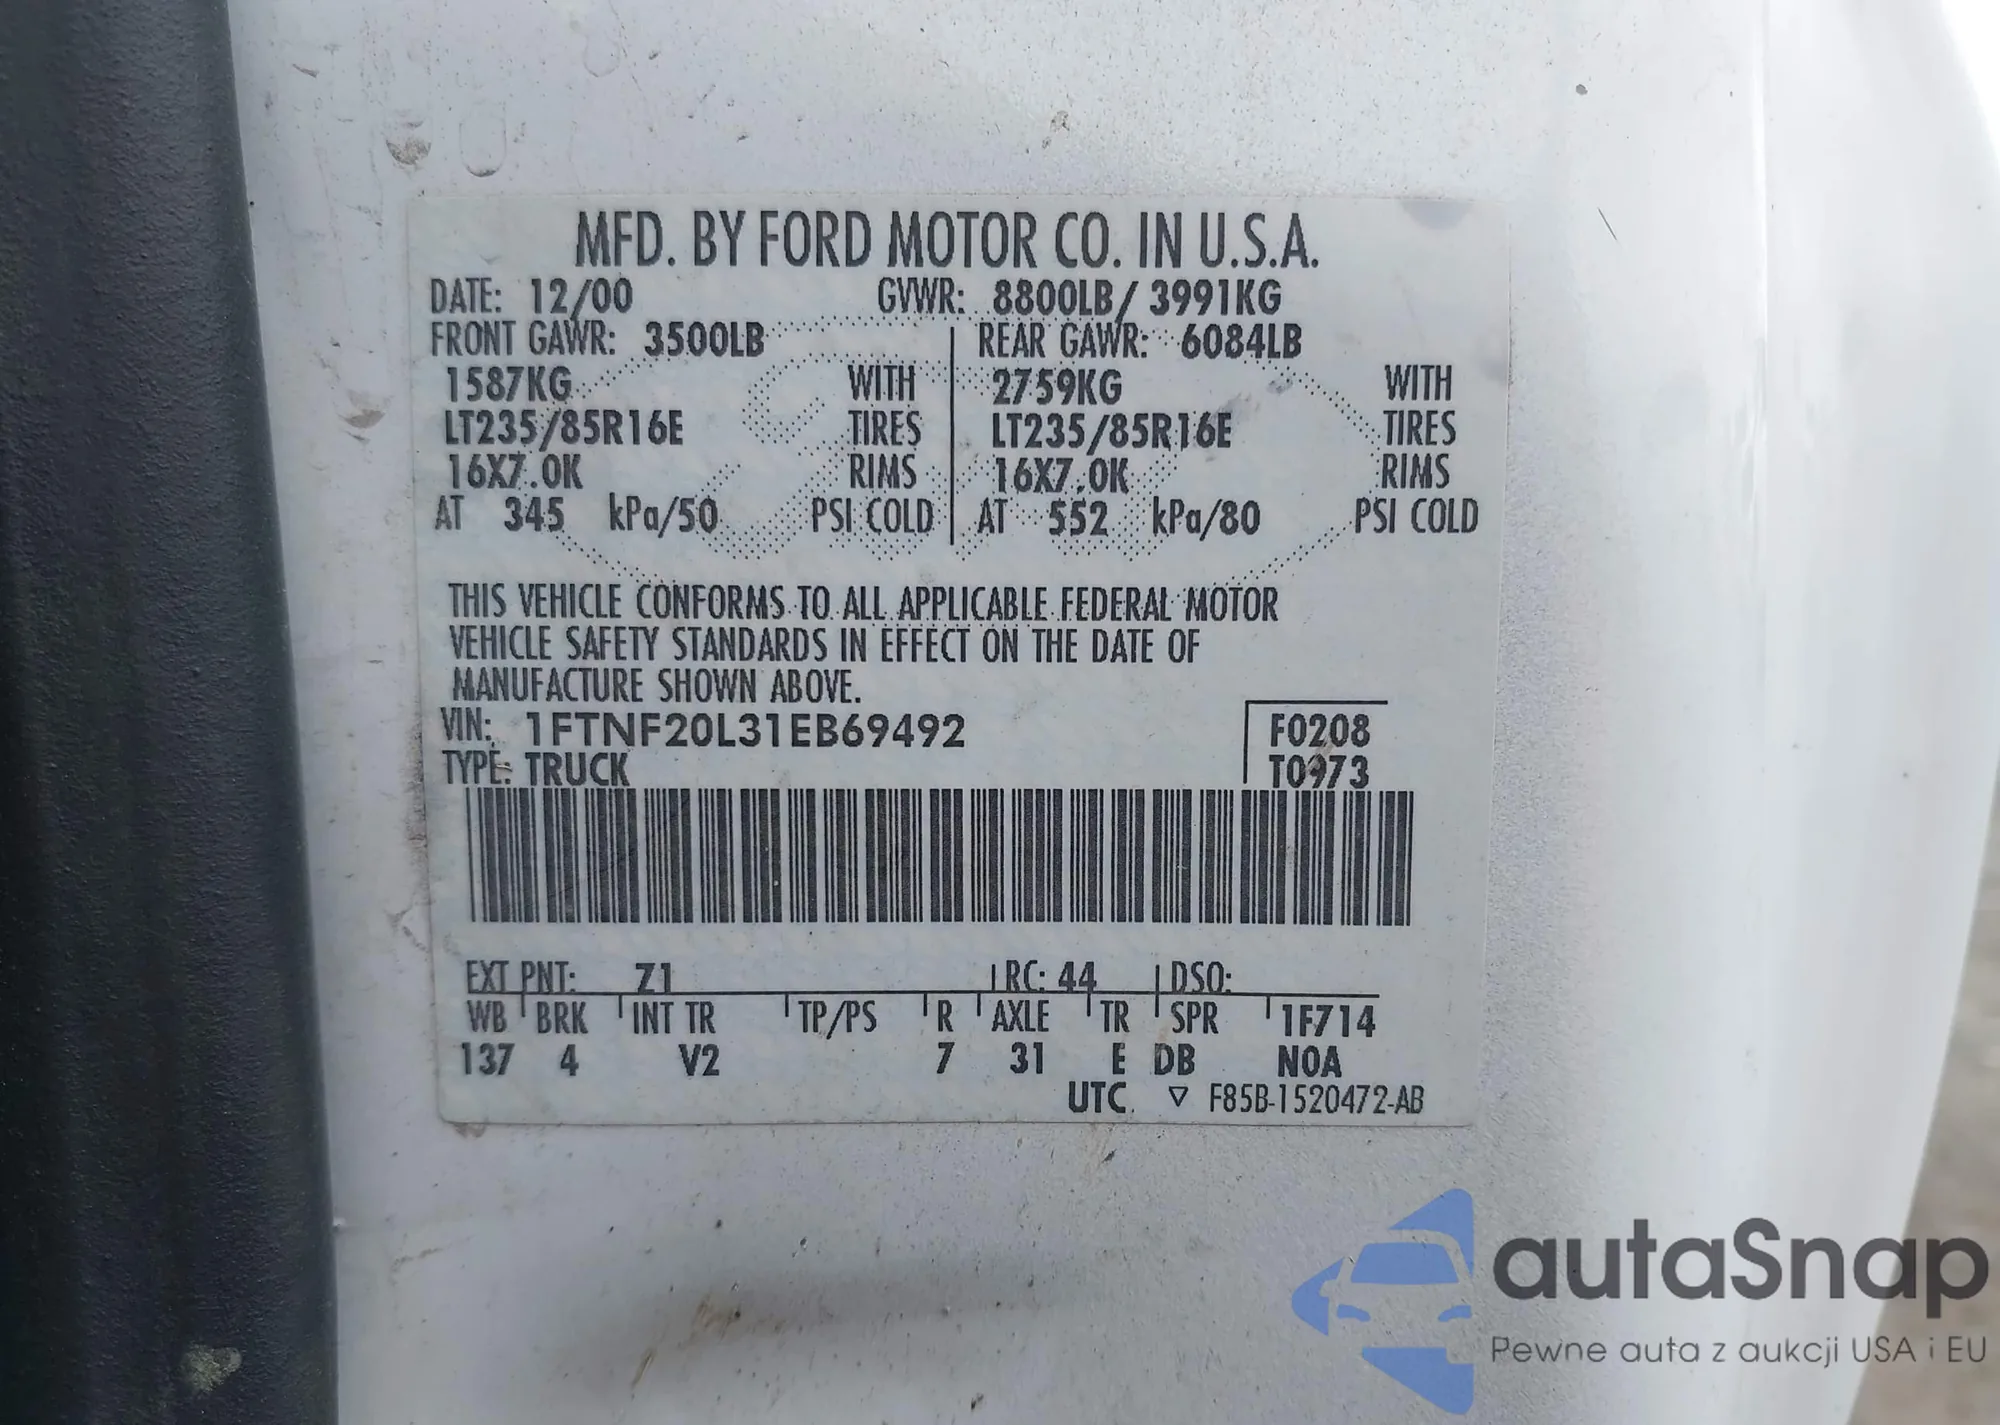 MFD. BY FORD MOTOR CO. IN U.S.A.
DATE: 12/00 GVWR: 8800LB/ 3991KG
FRONT GAWR: 3500LB REAR GAWR: 6084LB
1587KG WITH 2759KG WITH
LT235/85R16E TIRES LT235/85R16E TIRES
16X7.0K RIMS 16X7.0K RIMS
AT 345 kPa/50 PSI COLD AT 552 kPa/80 PSI COLD
THIS VEHICLE CONFORMS TO ALL APPLICABLE FEDERAL MOTOR
VEHICLE SAFETY STANDARDS IN EFFECT ON THE DATE OF
MANUFACTURE SHOWN ABOVE.
VIN: 1FTNF20L31EB69492 F0208
TYPE: TRUCK T0973
EXT PNT: Z1 RC: 44 DSO:
WB BRK INT TR TP/PS R AXLE TR SPR 1F714
137 4 V2 7 31 E DB N0A
UTC ▽ F85B-1520472-AB
autaSnap
Pewne auta z aukcji USA i EU